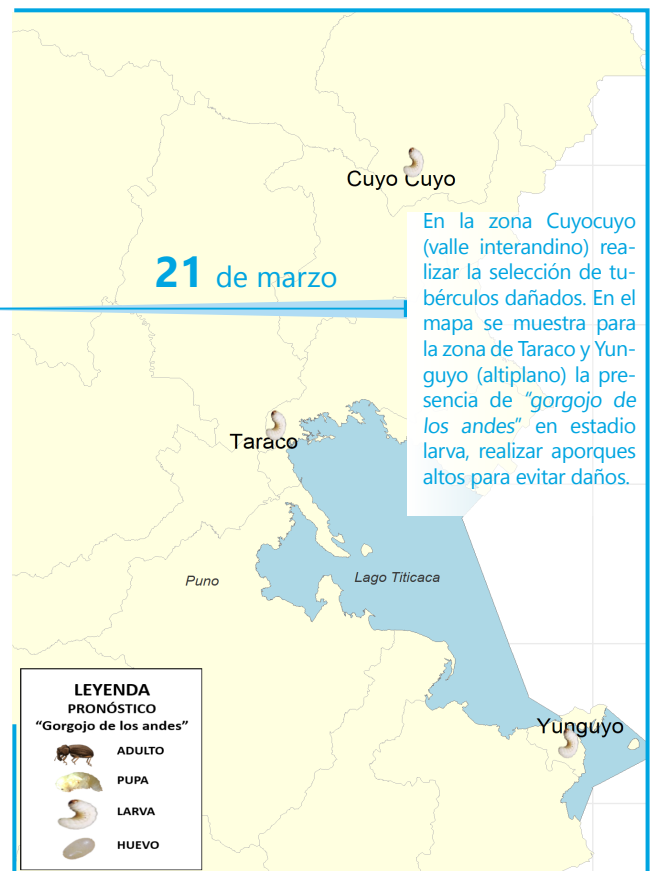 Cuyo Cuyo
21 de marzo
En la zona Cuyocuyo
(valle interandino) rea-
lizar la selección de tu-
bérculos dañados. En el
mapa se muestra para
la zona de Taraco y Yun-
guyo (altiplano) la pre-
sencia de "gorgojo de
los andes" en estadio
larva, realizar aporques
altos para evitar daños.
Taraco
Puno
Lago Titicaca
Yunguyo
LEYENDA
PRONÓSTICO
"Gorgojo de los andes"
ADULTO
PUPA
LARVA
HUEVO